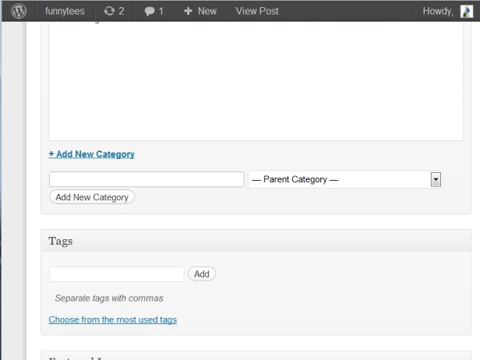 funnytees 2 1 + New View Post Howdy,
+ Add New Category
— Parent Category —
Add New Category
Tags
Add
Separate tags with commas
Choose from the most used tags